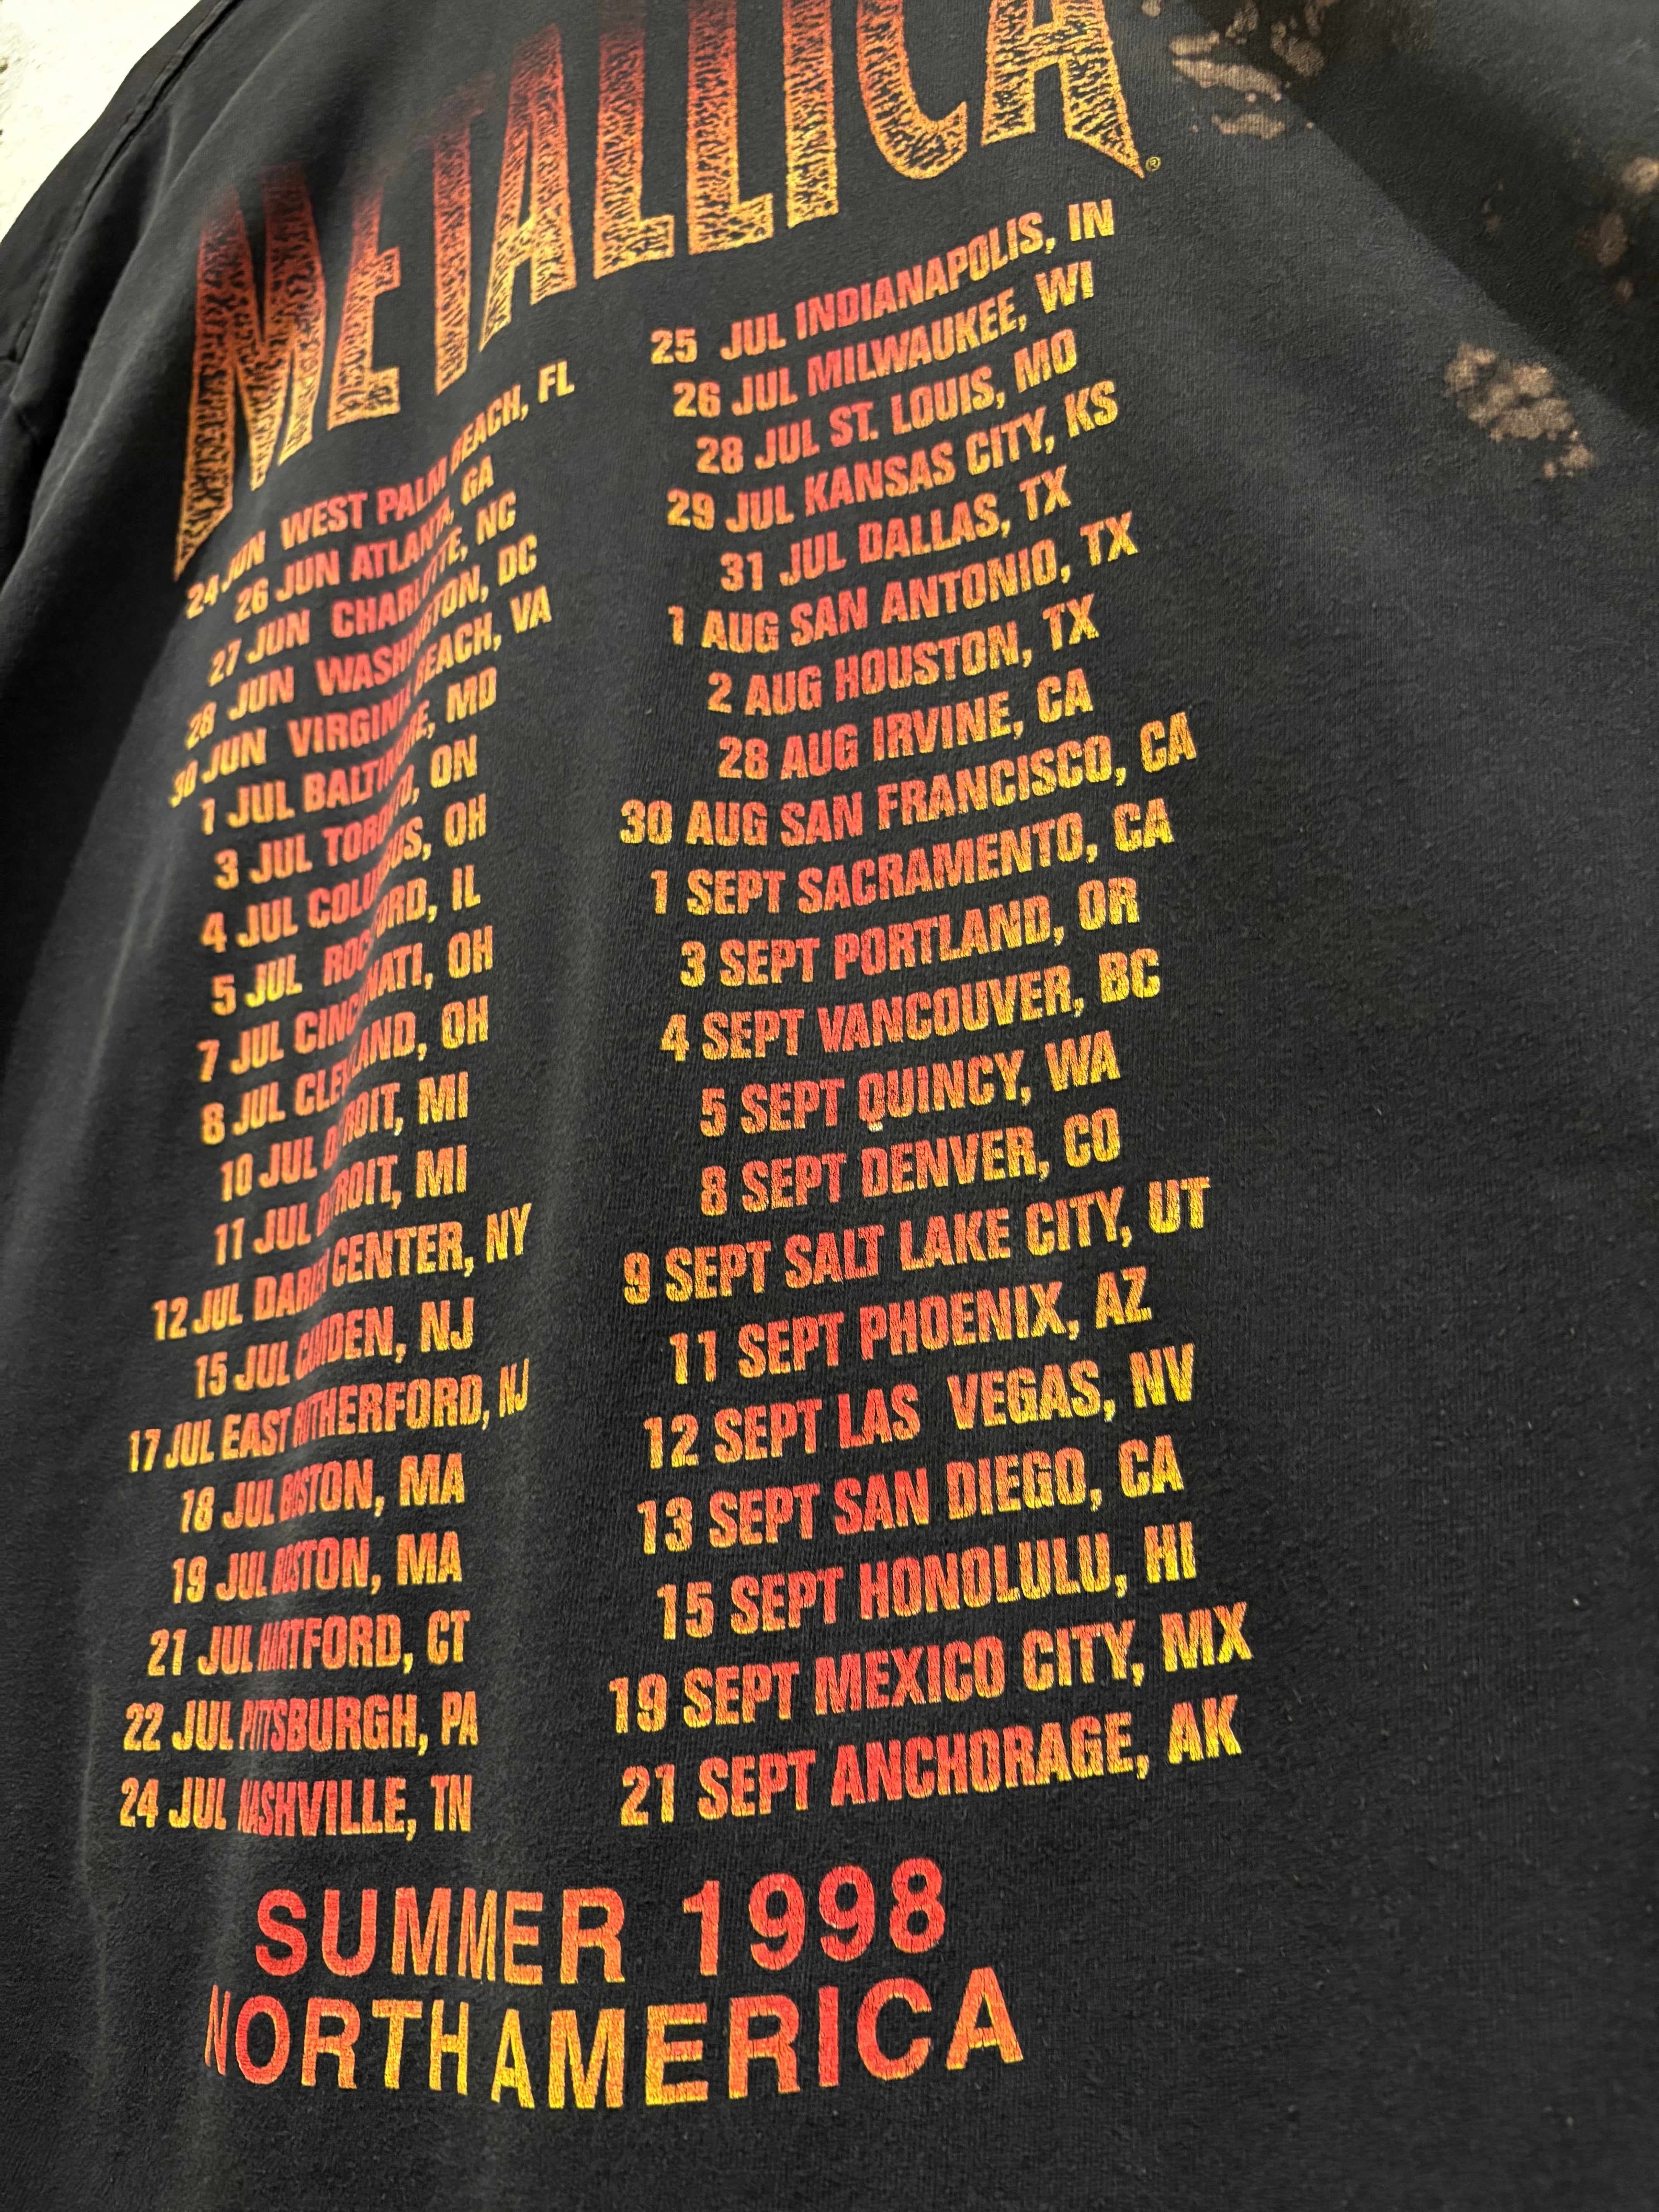 METALLICA
®
24 JUN WEST PALM BEACH, FL
26 JUN ATLANTA, GA
27 JUN CHARLOTTE, NC
28 JUN WASHINGTON, DC
30 JUN VIRGINIA BEACH, VA
1 JUL BALTIMORE, MD
3 JUL TORONTO, ON
4 JUL COLUMBUS, OH
5 JUL ROCKFORD, IL
7 JUL CINCINNATI, OH
8 JUL CLEVELAND, OH
10 JUL DETROIT, MI
11 JUL DETROIT, MI
12 JUL DARIEN CENTER, NY
15 JUL CAMDEN, NJ
17 JUL EAST RUTHERFORD, NJ
18 JUL BOSTON, MA
19 JUL BOSTON, MA
21 JUL HARTFORD, CT
22 JUL PITTSBURGH, PA
24 JUL NASHVILLE, TN
25 JUL INDIANAPOLIS, IN
26 JUL MILWAUKEE, WI
28 JUL ST. LOUIS, MO
29 JUL KANSAS CITY, KS
31 JUL DALLAS, TX
1 AUG SAN ANTONIO, TX
2 AUG HOUSTON, TX
28 AUG IRVINE, CA
30 AUG SAN FRANCISCO, CA
1 SEPT SACRAMENTO, CA
3 SEPT PORTLAND, OR
4 SEPT VANCOUVER, BC
5 SEPT QUINCY, WA
8 SEPT DENVER, CO
9 SEPT SALT LAKE CITY, UT
11 SEPT PHOENIX, AZ
12 SEPT LAS VEGAS, NV
13 SEPT SAN DIEGO, CA
15 SEPT HONOLULU, HI
19 SEPT MEXICO CITY, MX
21 SEPT ANCHORAGE, AK
SUMMER 1998
NORTH AMERICA